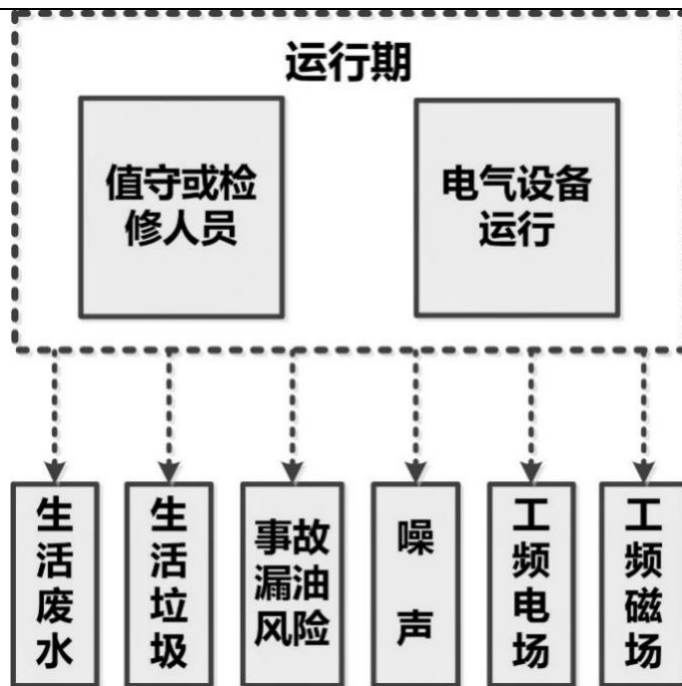 运行期
值守或检
修人员
电气设备
运行
生活废水
生活垃圾
事故
漏油
风险
噪声
工频电场
工频磁场